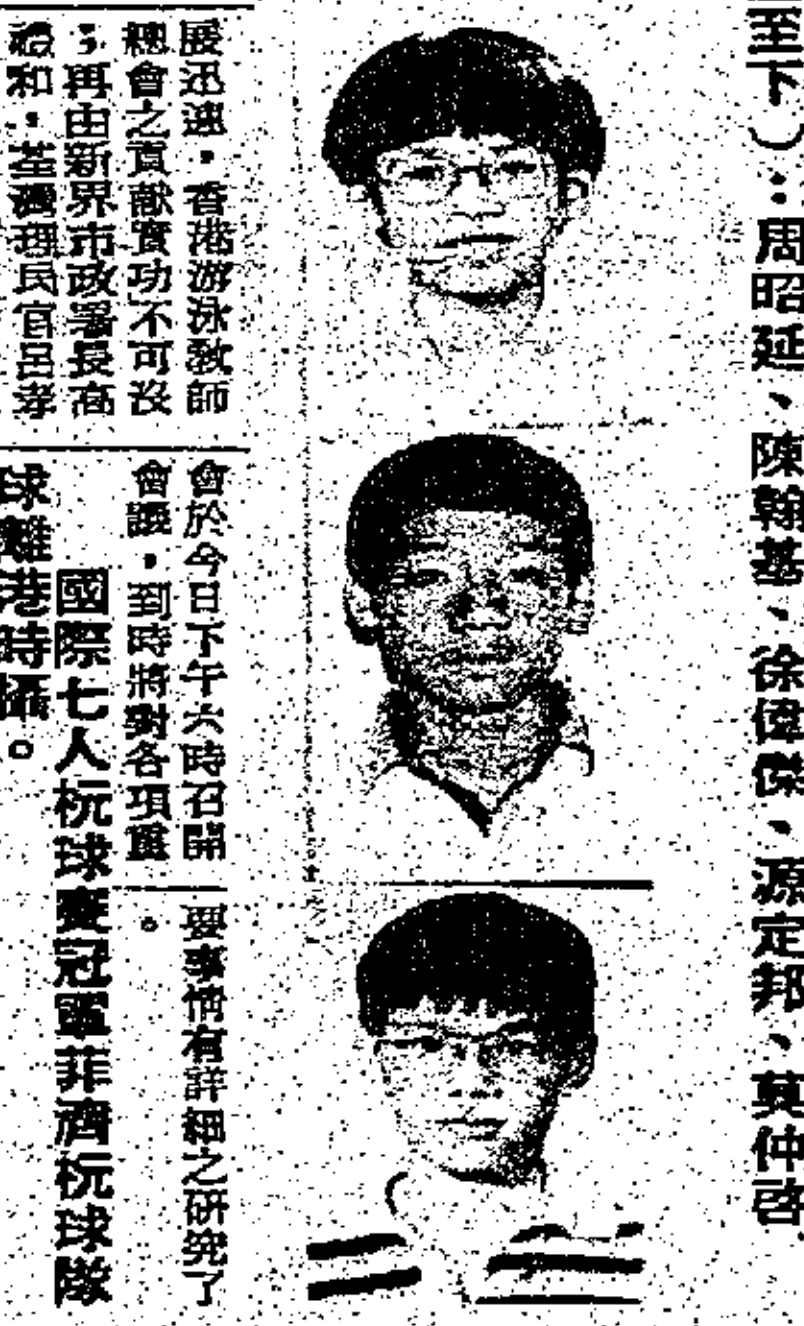 至下）：周昭延、陳翰基、徐偉傑、源定邦、莫仲啓
展迅速，香港游泳教師
總會之貢獻實功不可沒
；再由新界市政署長高
禮和，荃灣理民官呂孝
會於今日下午六時召開
會議，到時將對各項重
要事情有詳細之研究了
。
國際七人欖球賽冠軍菲濟欖球隊
球離港時攝。